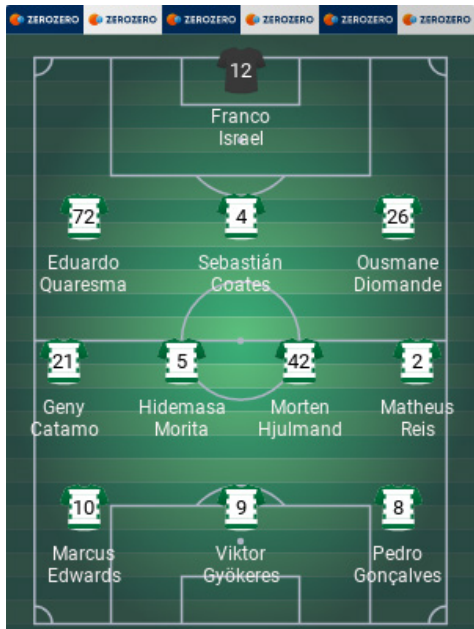 ZEROZERO ZEROZERO ZEROZERO ZEROZERO ZEROZERO ZEROZERO
12
Franco
Israel
72 4 26
Eduardo Sebastián Ousmane
Quaresma Coates Diomande
21 5 42 2
Geny Hidemasa Morten Matheus
Catamo Morita Hjulmand Reis
10 9 8
Marcus Viktor Pedro
Edwards Gyökeres Gonçalves